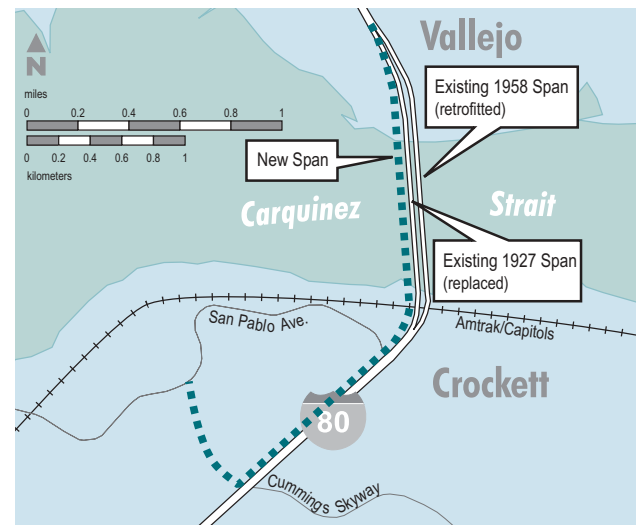 Vallejo
N
miles
0 0.2 0.4 0.6 0.8 1
0 0.2 0.4 0.6 0.8 1
kilometers
Existing 1958 Span
(retrofitted)
New Span
Carquinez Strait
Existing 1927 Span
(replaced)
San Pablo Ave.
Amtrak/Capitols
Crockett
80
Cummings Skyway